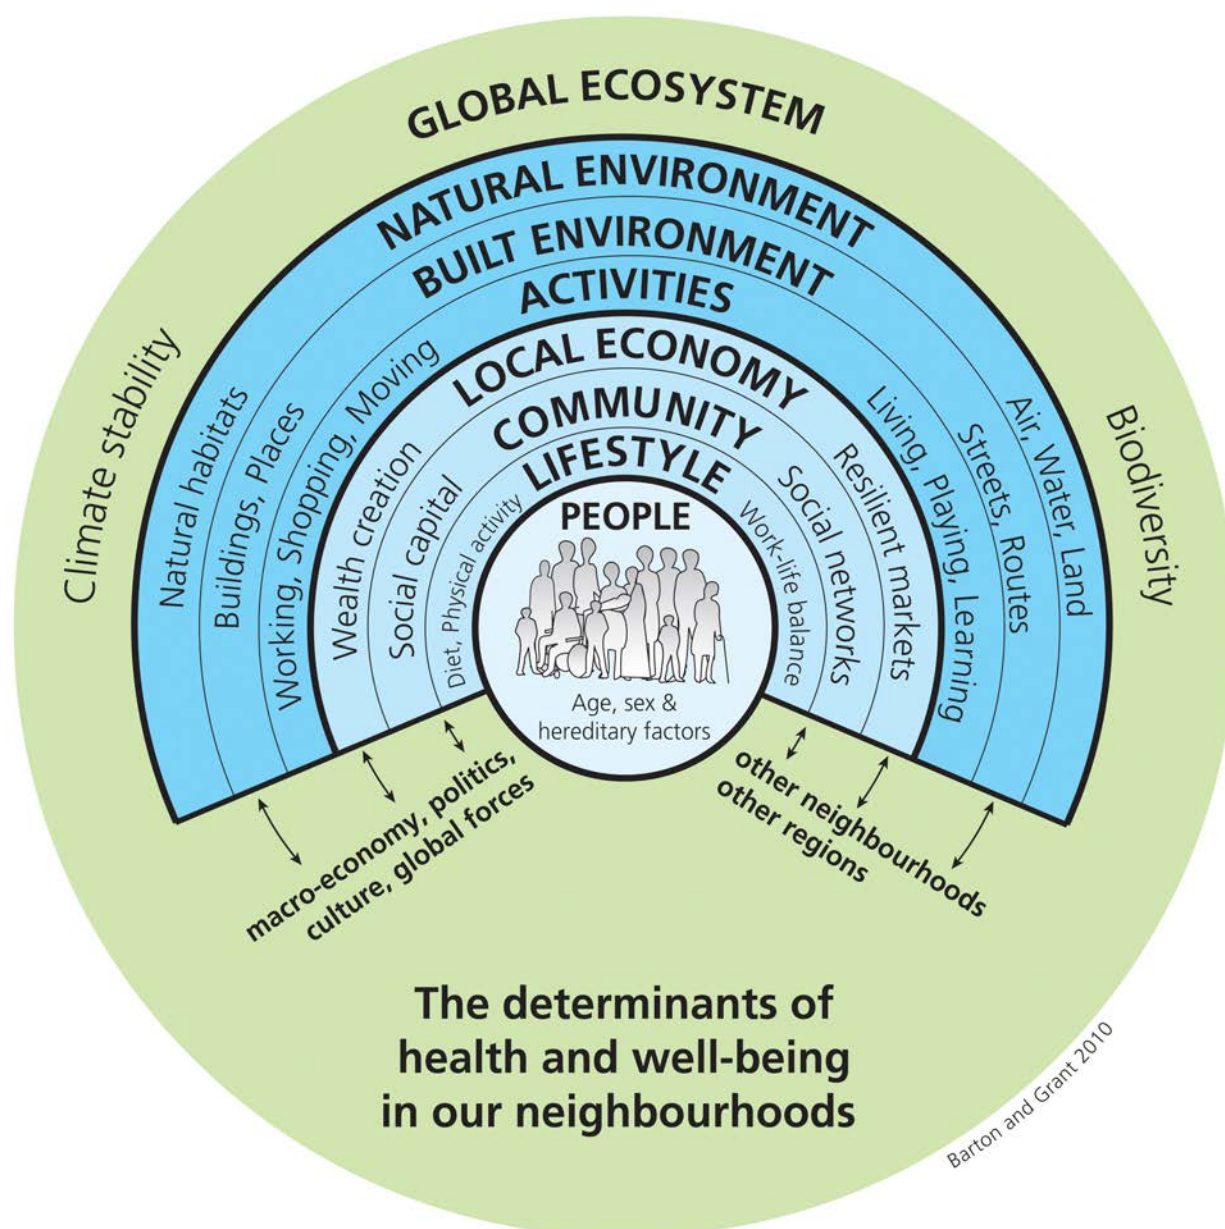 GLOBAL ECOSYSTEM
Climate stability
Biodiversity
NATURAL ENVIRONMENT
Natural habitats
Air, Water, Land
BUILT ENVIRONMENT
Buildings, Places
Streets, Routes
ACTIVITIES
Working, Shopping, Moving
Living, Playing, Learning
LOCAL ECONOMY
Wealth creation
Resilient markets
COMMUNITY
Social capital
Social networks
LIFESTYLE
Diet, Physical activity
Work-life balance
PEOPLE
Age, sex &
hereditary factors
macro-economy, politics,
culture, global forces
other neighbourhoods
other regions
The determinants of
health and well-being
in our neighbourhoods
Barton and Grant 2010